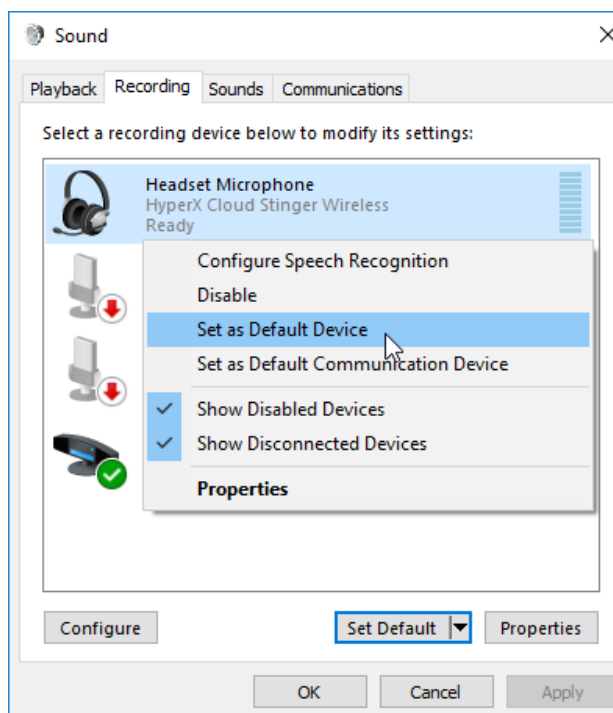 Sound
Playback Recording Sounds Communications
Select a recording device below to modify its settings:
Headset Microphone
HyperX Cloud Stinger Wireless
Ready
Configure Speech Recognition
Disable
Set as Default Device
Set as Default Communication Device
Show Disabled Devices
Show Disconnected Devices
Properties
Configure Set Default Properties
OK Cancel Apply